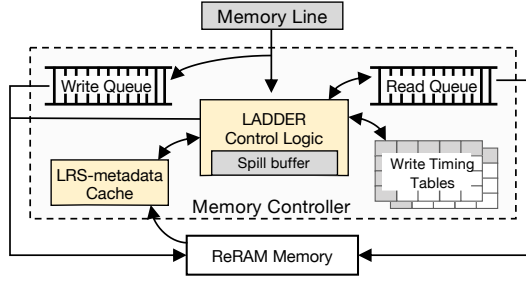 Memory Line
Write Queue
Read Queue
LADDER
Control Logic
Spill buffer
LRS-metadata
Cache
Write Timing
Tables
Memory Controller
ReRAM Memory